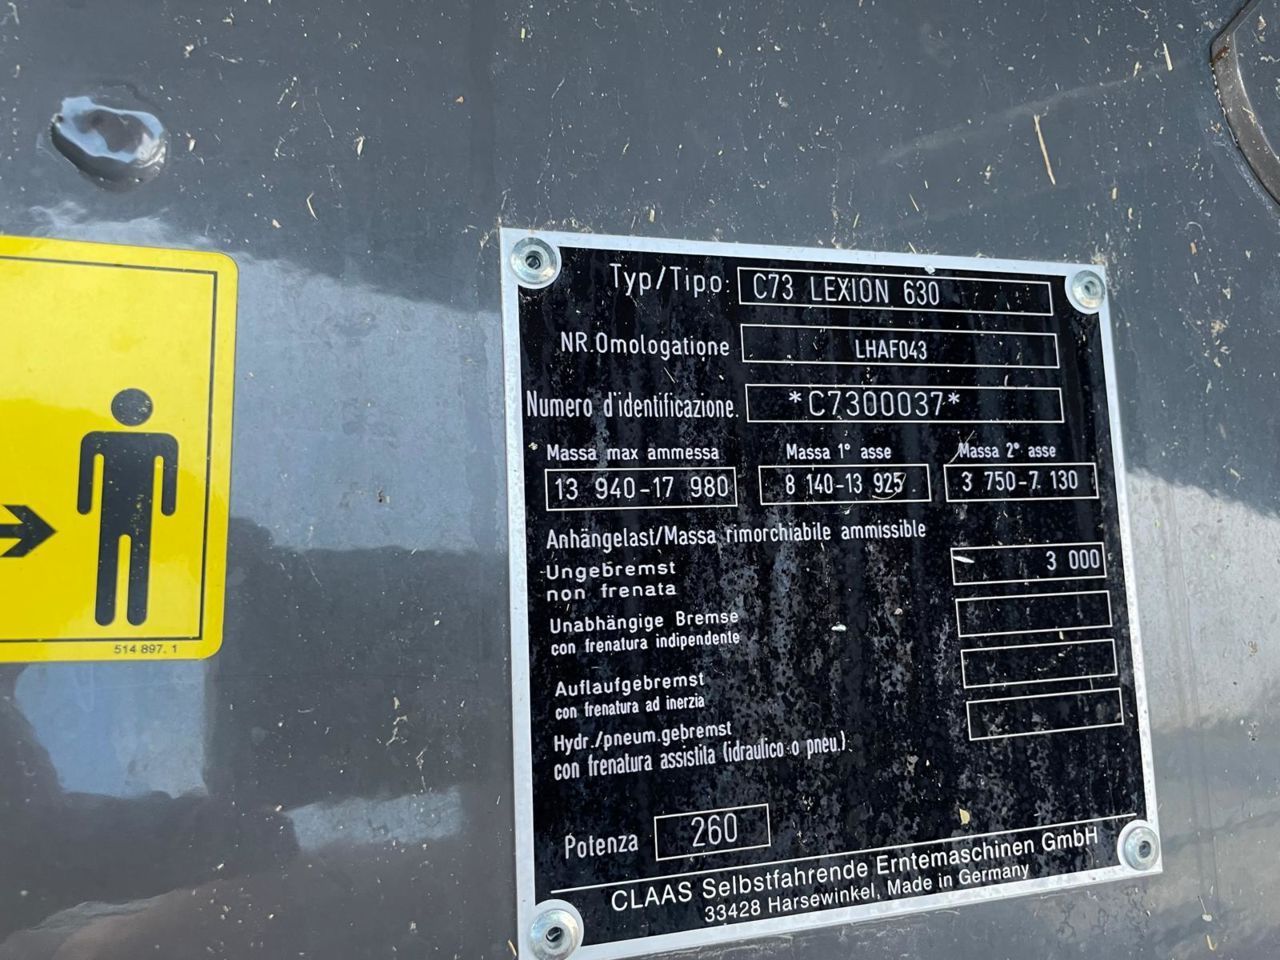 Typ/Tipo: C73 LEXION 630
NR.Omologatione LHAF043
Numero d'identificazione. *C7300037*
Massa max ammessa Massa 1° asse Massa 2° asse
13 940-17 980 8 140-13 925 3 750-7.130
Anhängelast/Massa rimorchiabile ammissible
Ungebremst 3 000
non frenata
Unabhängige Bremse
con frenatura indipendente
Auflaufgebremst
con frenatura ad inerzia
Hydr./pneum.gebremst
con frenatura assistila (idraulico o pneu.)
Potenza 260
CLAAS Selbstfahrende Erntemaschinen GmbH
33428 Harsewinkel, Made in Germany
514 897. 1